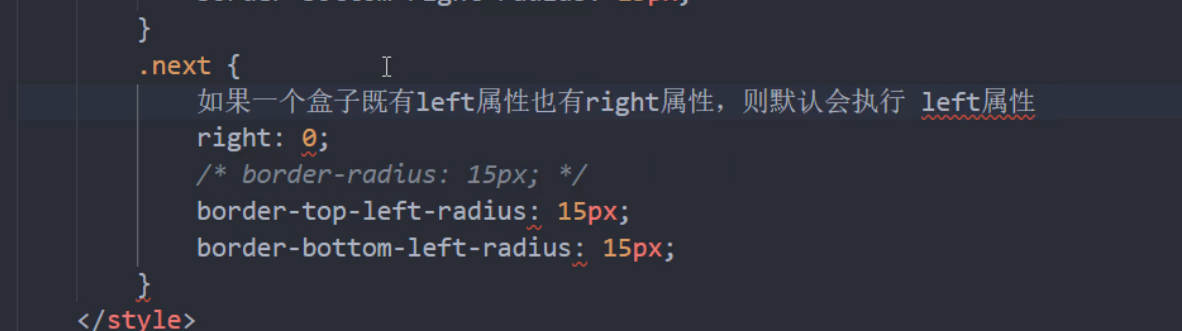 border-bottom-right-radius: 15px;
}
.next {
如果一个盒子既有left属性也有right属性，则默认会执行 left属性
right: 0;
/* border-radius: 15px; */
border-top-left-radius: 15px;
border-bottom-left-radius: 15px;
}
</style>